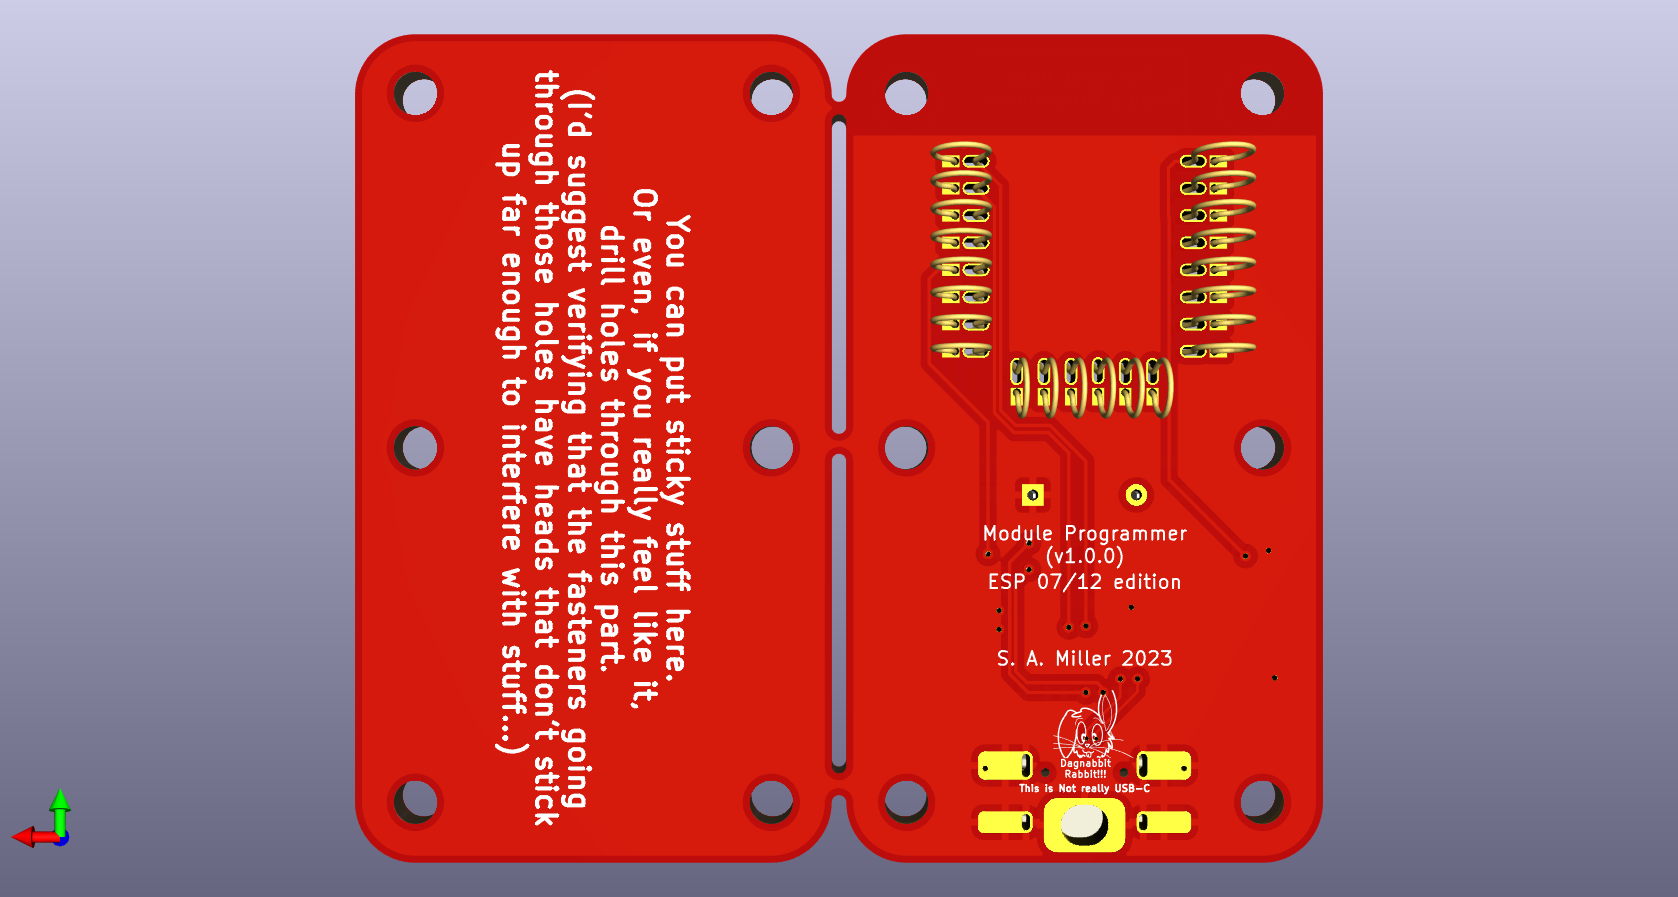 You can put sticky stuff here.
Or even, if you really feel like it,
drill holes through this part.
(I'd suggest verifying that the fasteners going
through those holes have heads that don't stick
up far enough to interfere with stuff...)
Module Programmer
(v1.0.0)
ESP 07/12 edition
S. A. Miller 2023
Dagnabbit
Rabbit!!!
This is Not really USB-C